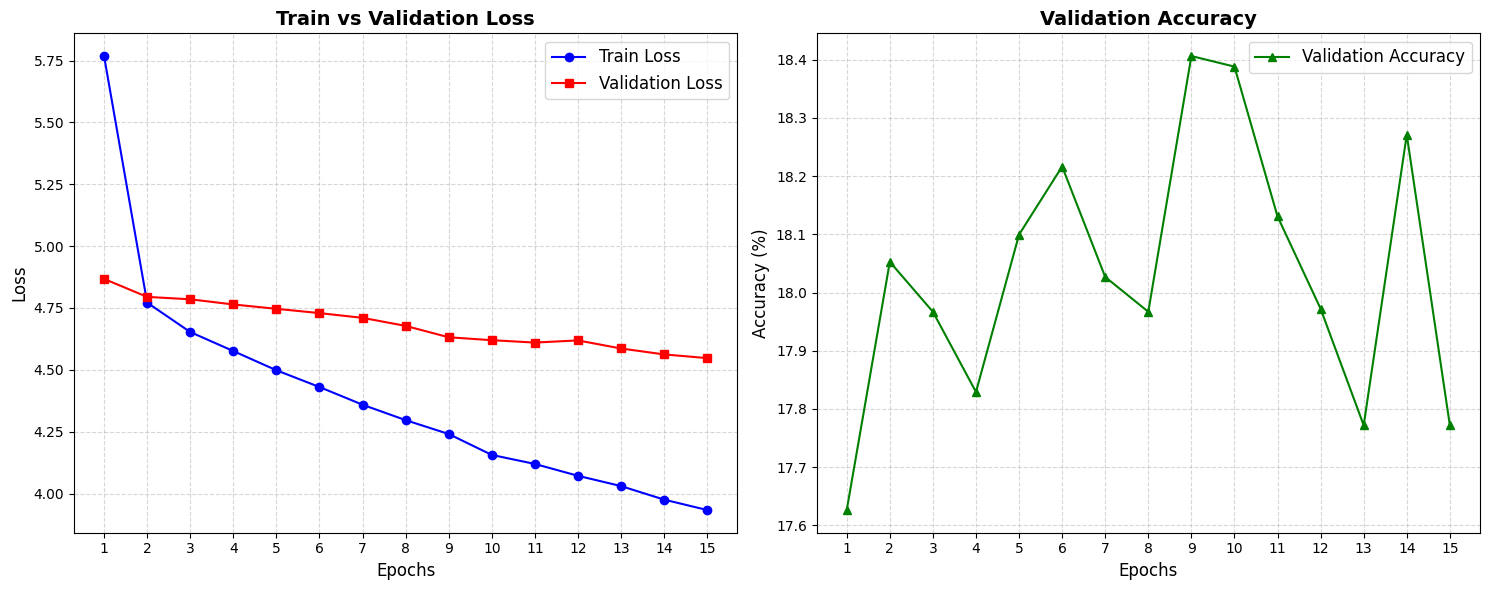 Train vs Validation Loss
Train Loss
Validation Loss
Loss
5.75
5.50
5.25
5.00
4.75
4.50
4.25
4.00
1 2 3 4 5 6 7 8 9 10 11 12 13 14 15
Epochs
Validation Accuracy
Validation Accuracy
Accuracy (%)
18.4
18.3
18.2
18.1
18.0
17.9
17.8
17.7
17.6
1 2 3 4 5 6 7 8 9 10 11 12 13 14 15
Epochs